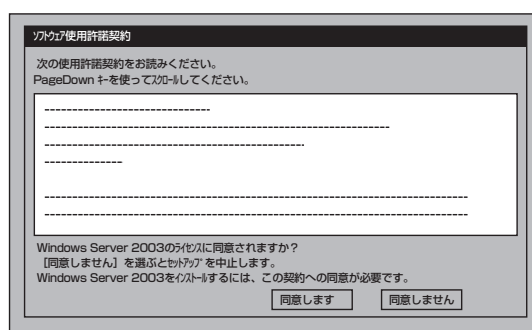 ｿﾌﾄｳｪｱ使用許諾契約
次の使用許諾契約をお読みください。
PageDown ｷｰを使ってｽｸﾛｰﾙしてください。
Windows Server 2003のﾗｲｾﾝｽに同意されますか？
［同意しません］を選ぶとｾｯﾄｱｯﾌﾟを中止します。
Windows Server 2003をｲﾝｽﾄｰﾙするには、この契約への同意が必要です。
同意します 同意しません